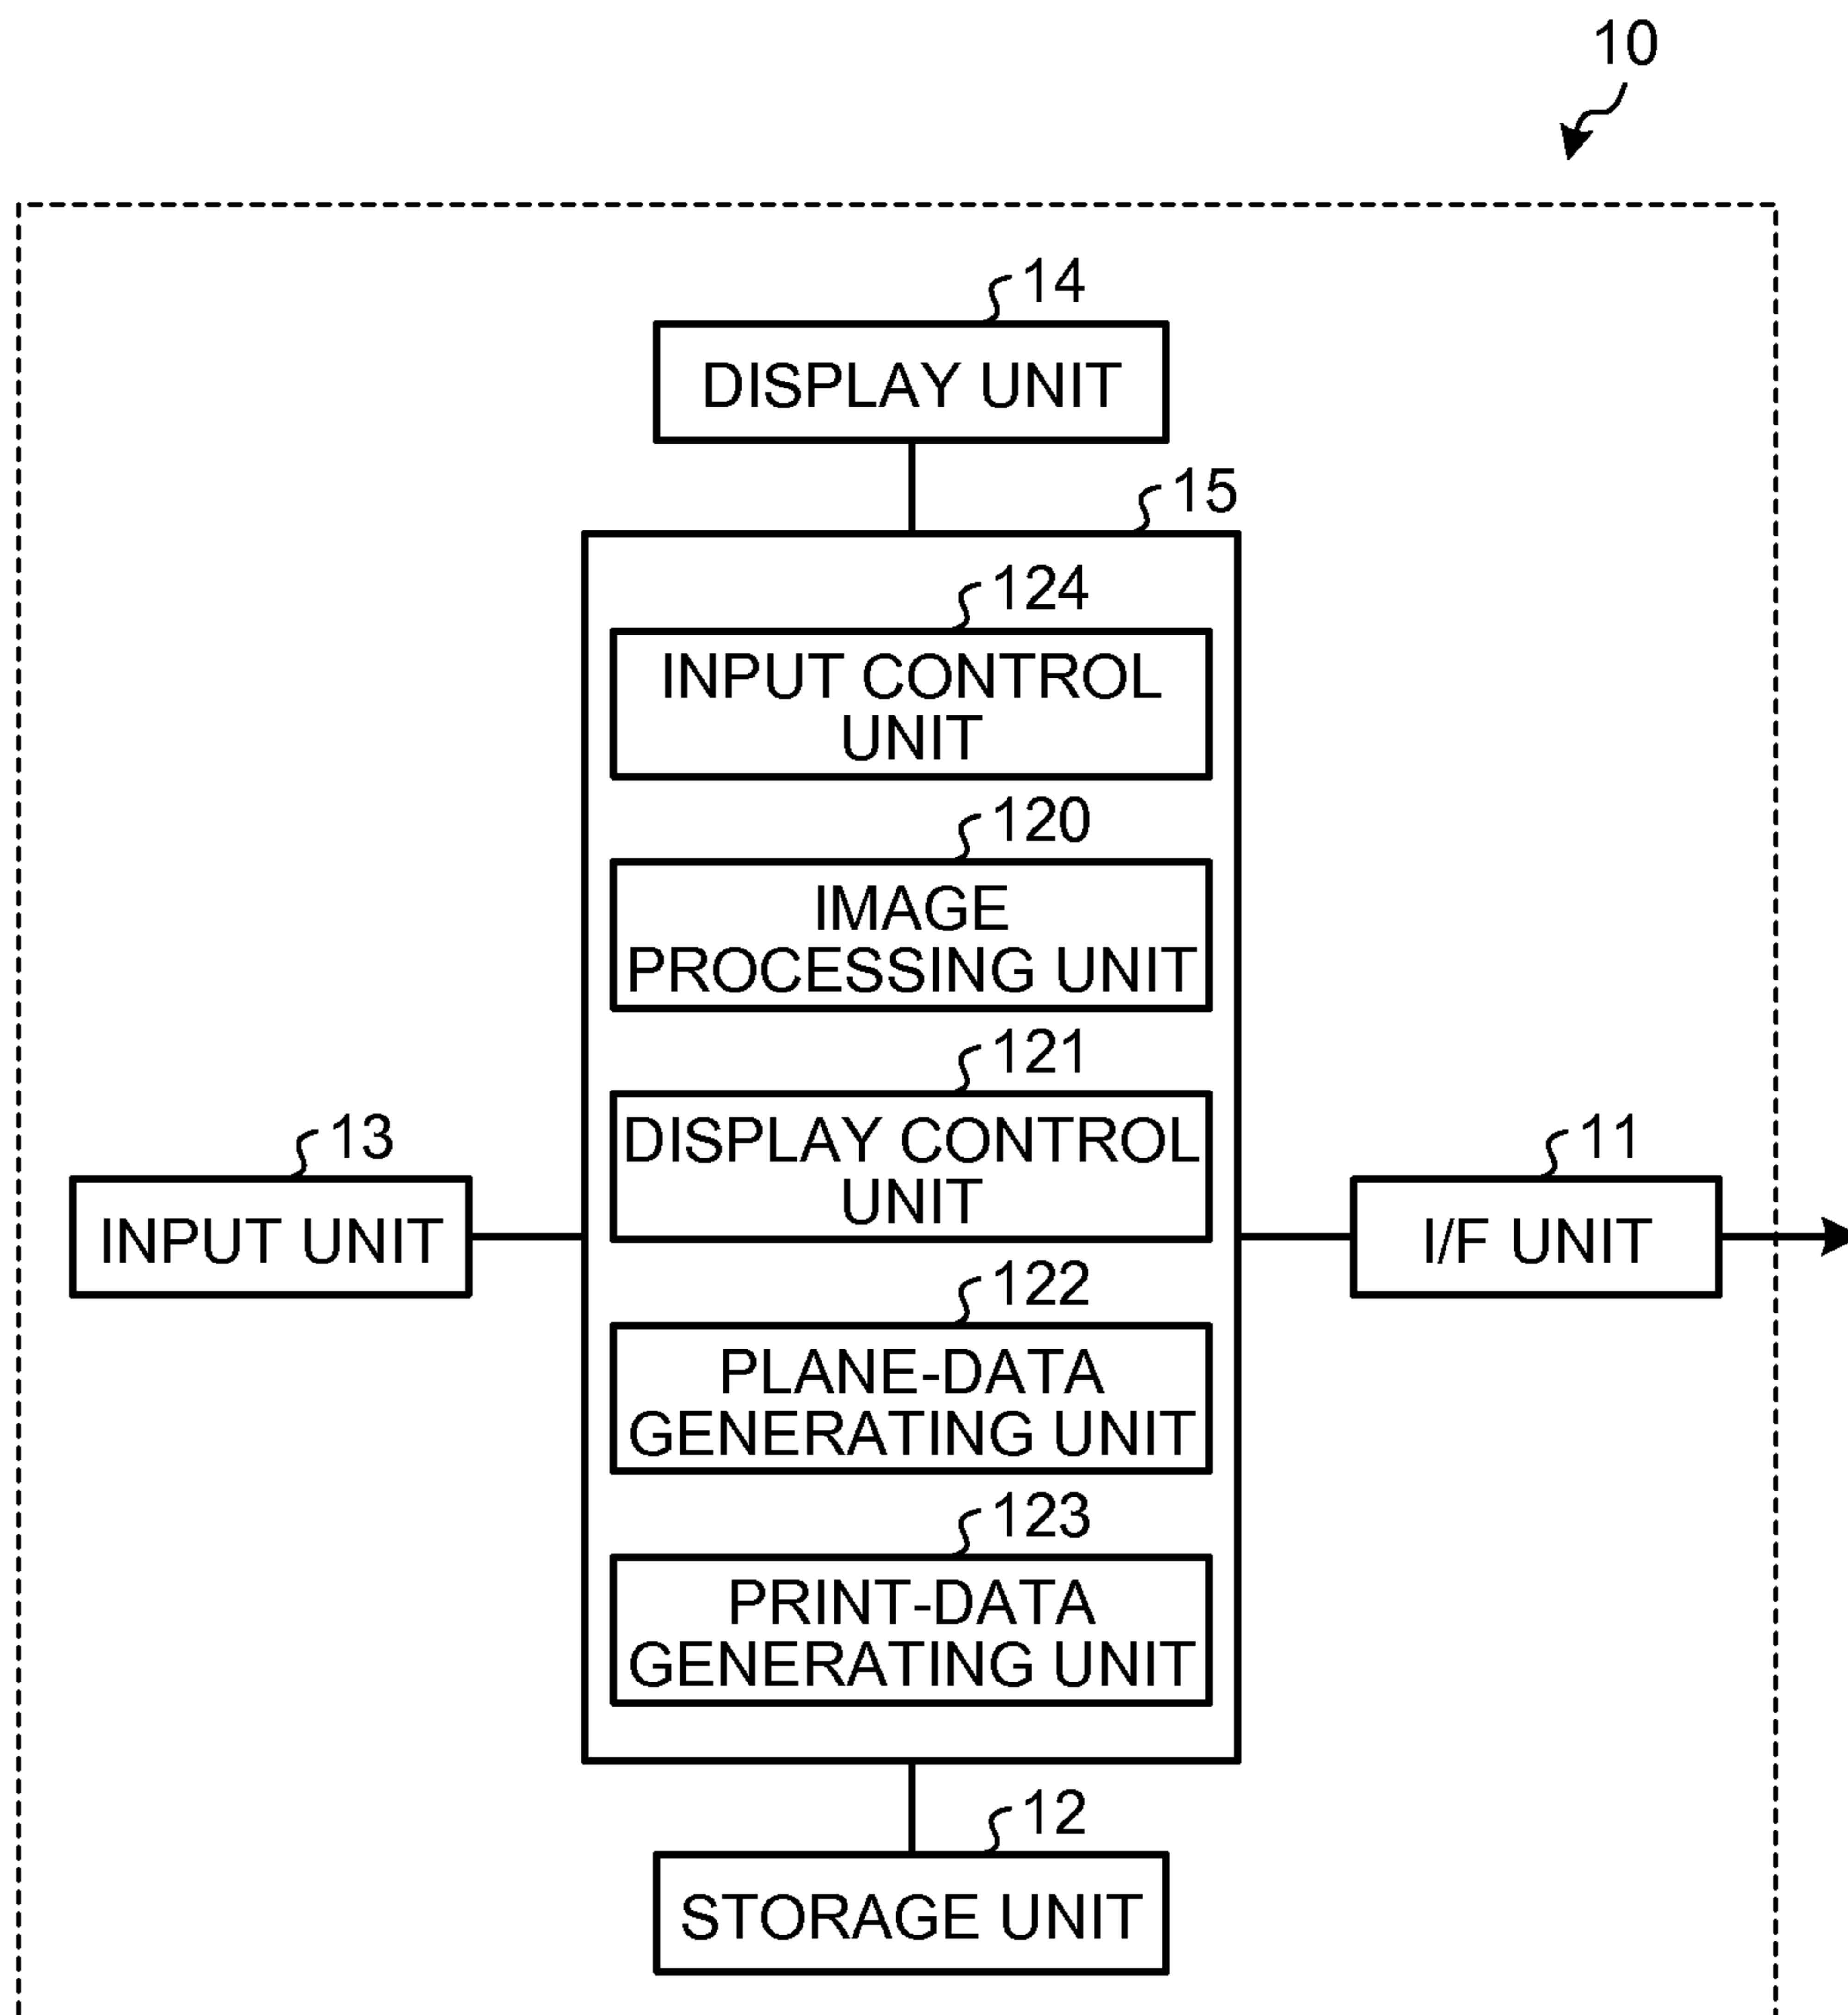 10
14
DISPLAY UNIT
15
124
INPUT CONTROL
UNIT
120
IMAGE
PROCESSING UNIT
121
DISPLAY CONTROL
UNIT
13
INPUT UNIT
11
I/F UNIT
122
PLANE-DATA
GENERATING UNIT
123
PRINT-DATA
GENERATING UNIT
12
STORAGE UNIT